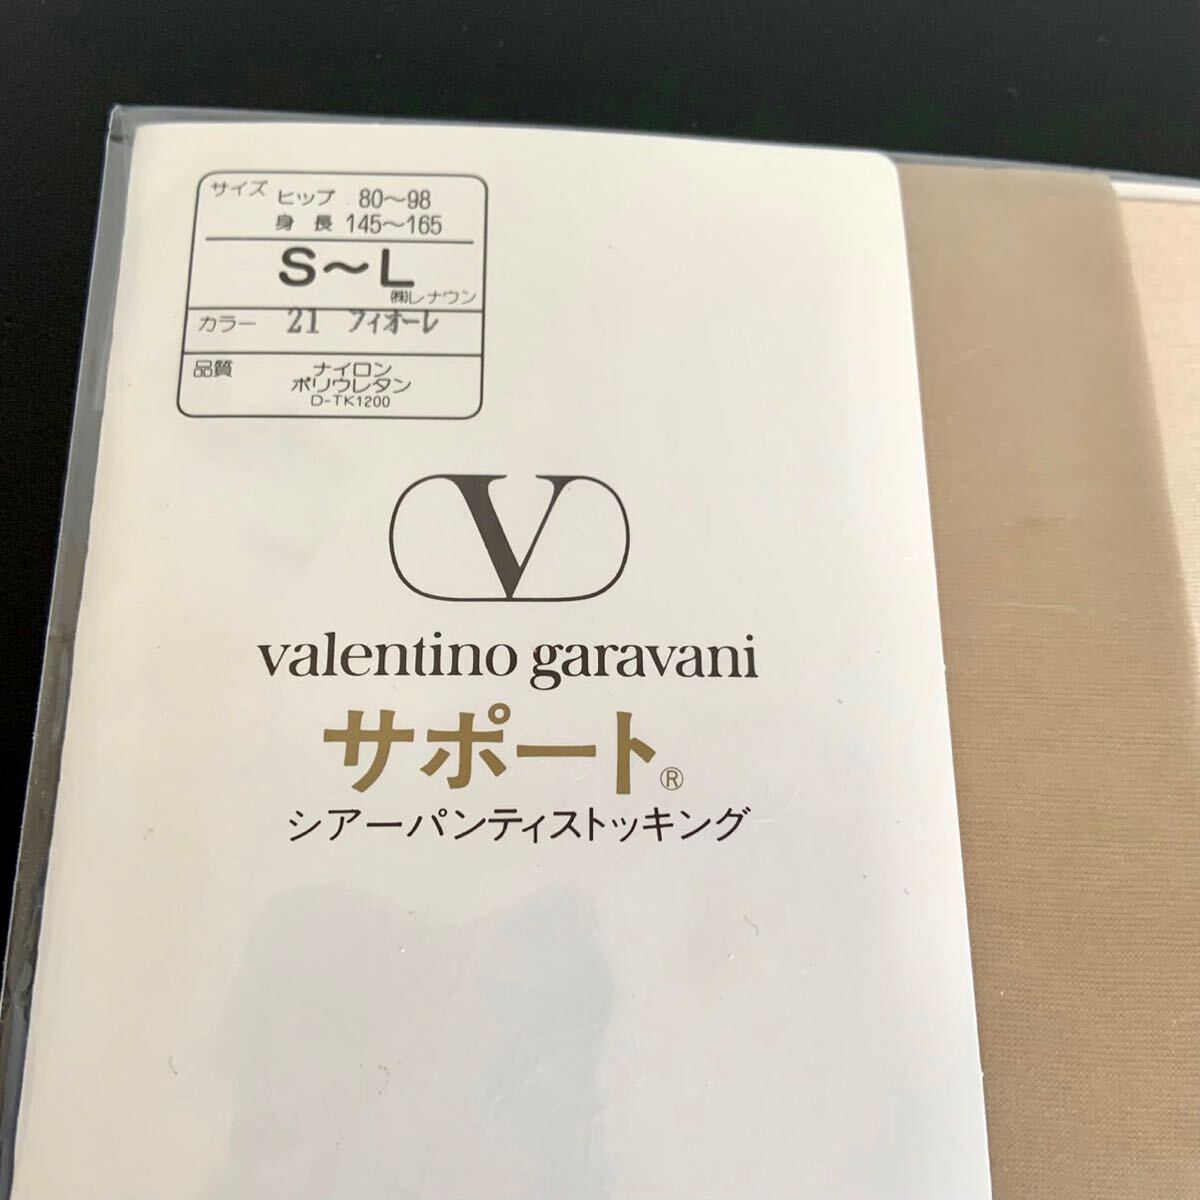 サイズ ヒップ 80〜98
身長 145〜165
S〜L
㈱レナウン
カラー 21 フィオーレ
品質 ナイロン
ポリウレタン
D-TK1200
V
valentino garavani
サポート®
シアーパンティストッキング